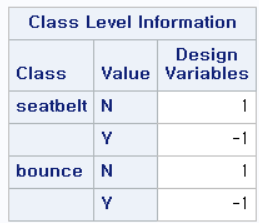 Class Level Information
Class Value Design Variables
seatbelt N 1
Y -1
bounce N 1
Y -1